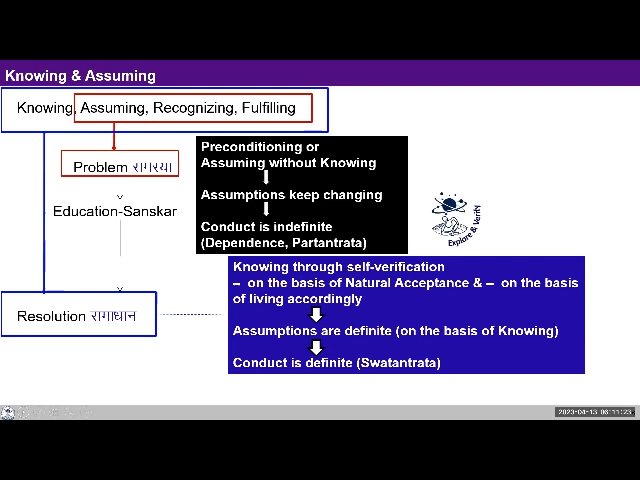 Knowing & Assuming
Knowing, Assuming, Recognizing, Fulfilling
Problem रागरया
Education-Sanskar
Resolution रागाधान
Preconditioning or
Assuming without Knowing
Assumptions keep changing
Conduct is indefinite
(Dependence, Partantrata)
Explore & Verify
Knowing through self-verification
– on the basis of Natural Acceptance & – on the basis
of living accordingly
Assumptions are definite (on the basis of Knowing)
Conduct is definite (Swatantrata)
2023-04-13 06:11:23